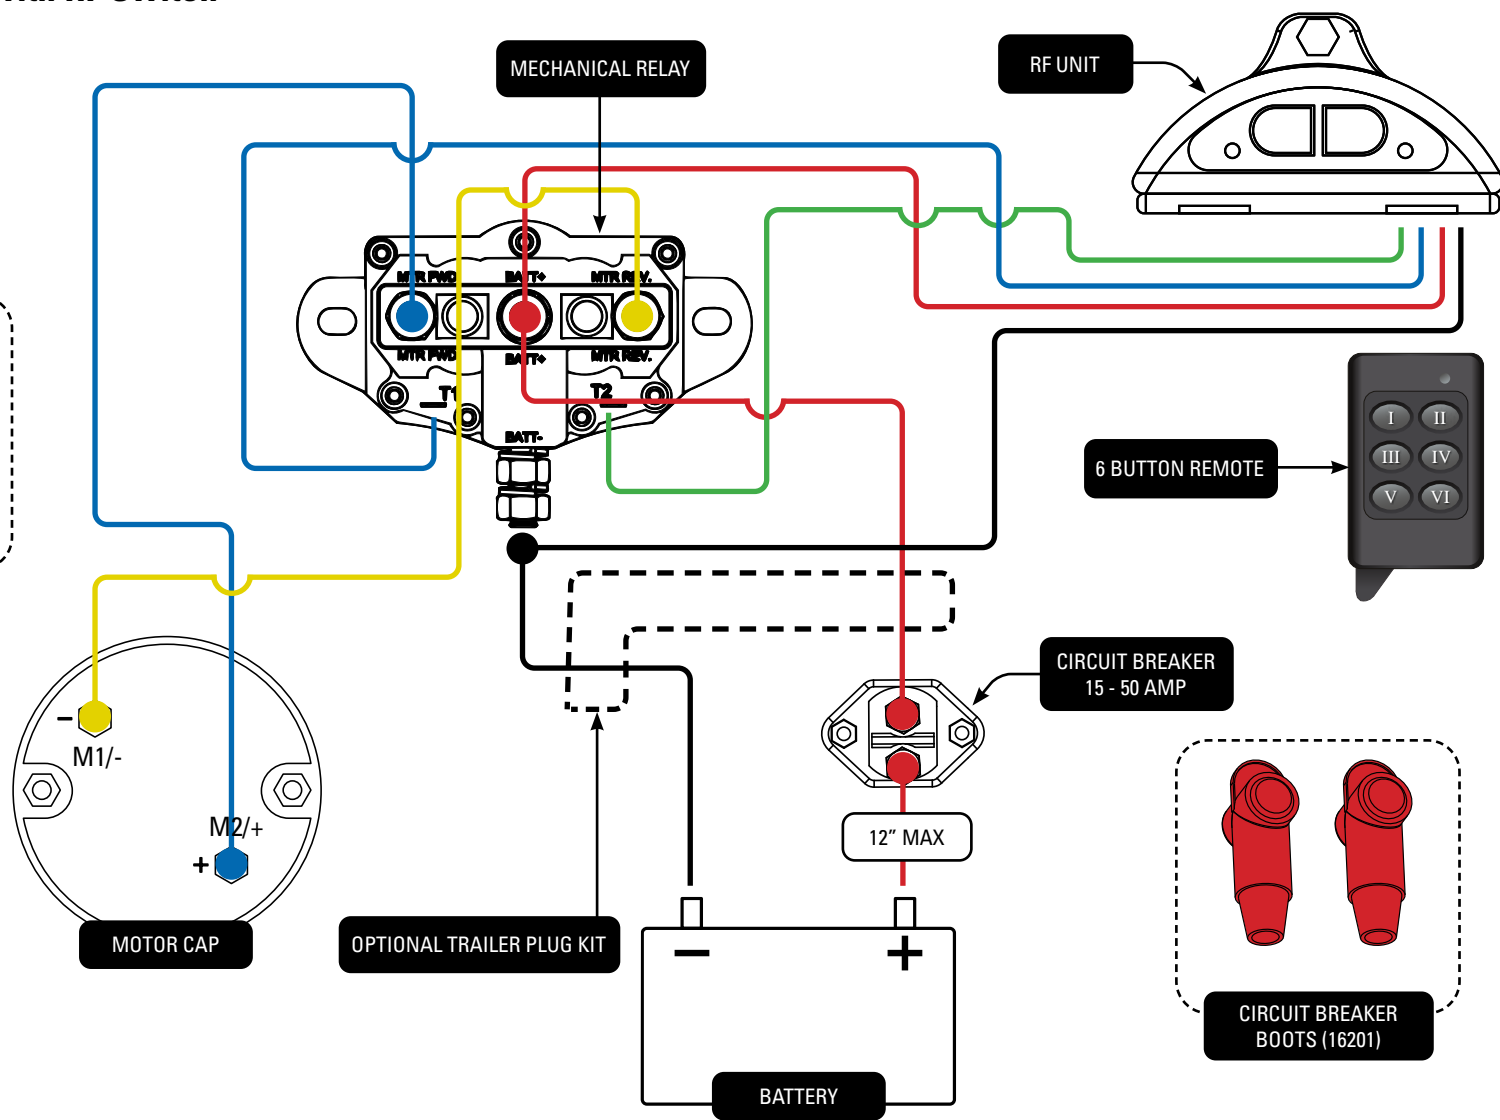 MECHANICAL RELAY
RF UNIT
MTR FWD.
BATT+
MTR REV.
MTR FWD.
BATT+
MTR REV.
T1
T2
BATT-
I
II
III
IV
V
VI
6 BUTTON REMOTE
CIRCUIT BREAKER
15 - 50 AMP
-
M1/-
M2/+
+
12” MAX
MOTOR CAP
OPTIONAL TRAILER PLUG KIT
-
+
BATTERY
CIRCUIT BREAKER
BOOTS (16201)